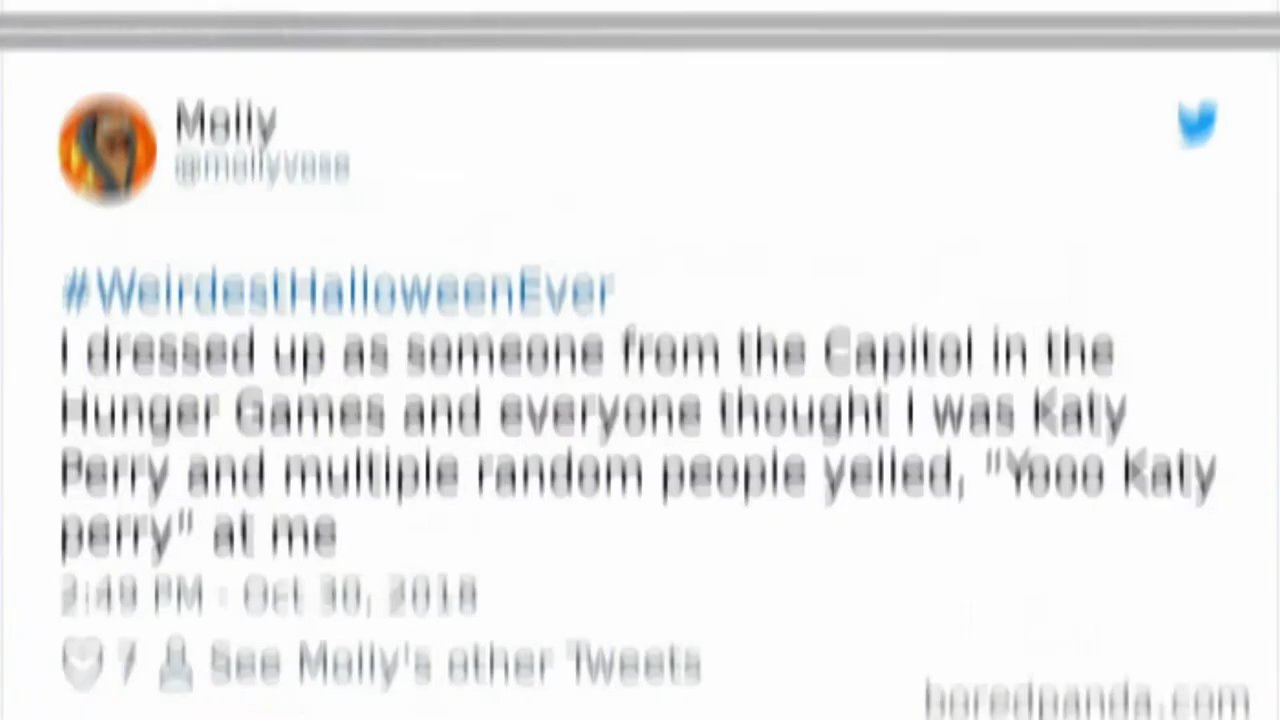 Molly
@mollyvose
#WeirdestHalloweenEver
I dressed up as someone from the Capitol in the
Hunger Games and everyone thought I was Katy
Perry and multiple random people yelled, "Yooo Katy
perry" at me
2:49 PM · Oct 30, 2018
7 See Molly's other Tweets
boredpanda.com